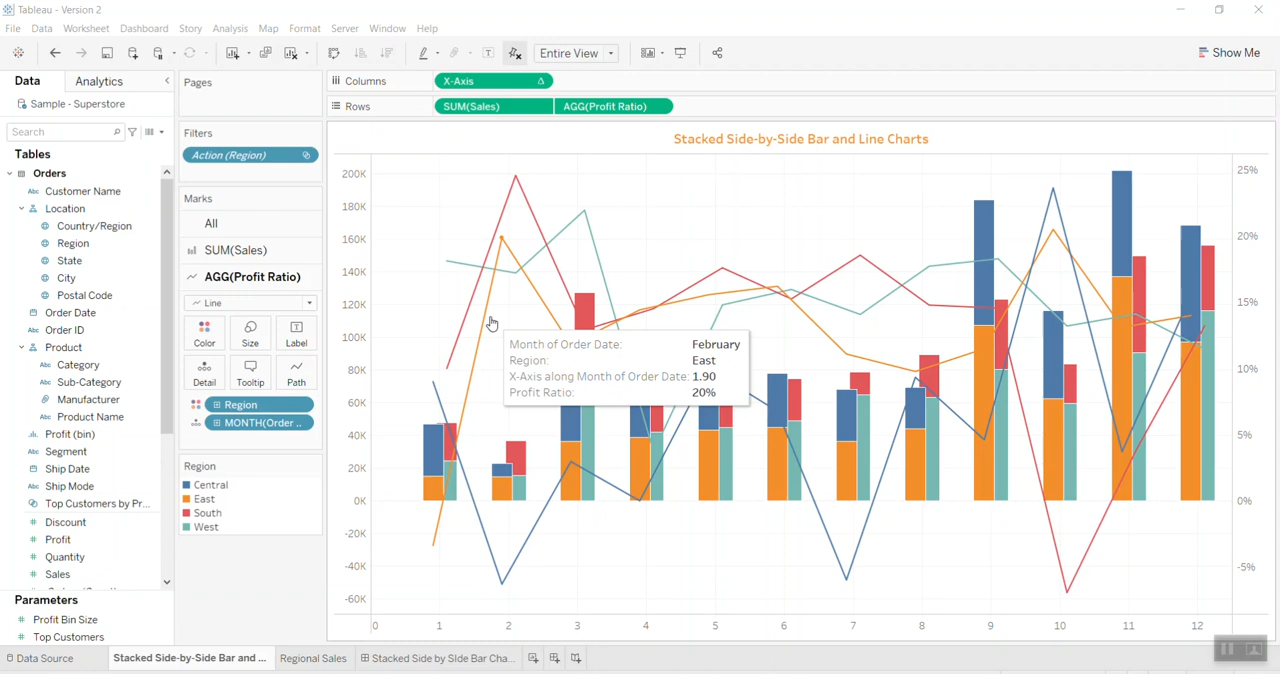 Tableau - Version 2
File Data Worksheet Dashboard Story Analysis Map Format Server Window Help
Entire View
Show Me
Data Analytics
Sample - Superstore
Search
Tables
Orders
Abc Customer Name
Location
Country/Region
Region
State
City
Postal Code
Order Date
Abc Order ID
Product
Abc Category
Abc Sub-Category
Manufacturer
Abc Product Name
Profit (bin)
Abc Segment
Ship Date
Abc Ship Mode
Top Customers by Pr...
# Discount
# Profit
# Quantity
# Sales
Parameters
# Profit Bin Size
# Top Customers
Pages
Filters
Action (Region)
Marks
All
SUM(Sales)
AGG(Profit Ratio)
Line
Color Size Label
Detail Tooltip Path
Region
MONTH(Order ..
Region
Central
East
South
West
Columns X-Axis Δ
Rows SUM(Sales) AGG(Profit Ratio)
Stacked Side-by-Side Bar and Line Charts
200K
180K
160K
140K
120K
100K
80K
60K
40K
20K
0K
-20K
-40K
-60K
25%
20%
15%
10%
5%
0%
-5%
Month of Order Date: February
Region: East
X-Axis along Month of Order Date: 1.90
Profit Ratio: 20%
0 1 2 3 4 5 6 7 8 9 10 11 12
Data Source Stacked Side-by-Side Bar and ... Regional Sales Stacked Side by SIde Bar Cha...